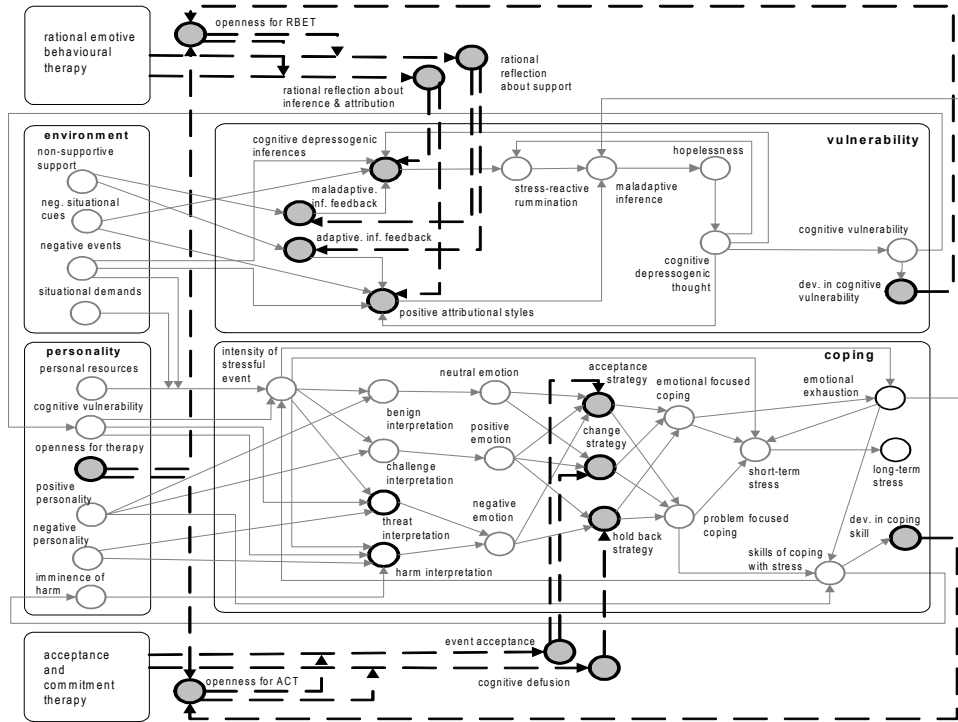 openness for RBET
rational emotive
behavioural
therapy
rational
reflection
about support
rational reflection about
inference & attribution
environment
non-supportive
support
neg. situational
cues
negative events
situational demands
vulnerability
cognitive depressogenic
inferences
maladaptive.
inf. feedback
adaptive. inf. feedback
positive attributional styles
stress-reactive
rummination
maladaptive
inference
hopelessness
cognitive
depressogenic
thought
cognitive vulnerability
dev. in cognitive
vulnerability
personality
personal resources
cognitive vulnerability
openness for therapy
positive
personality
negative
personality
imminence of
harm
coping
intensity of
stressful
event
neutral emotion
benign
interpretation
positive
emotion
challenge
interpretation
negative
emotion
threat
interpretation
harm interpretation
acceptance
strategy
change
strategy
hold back
strategy
emotional focused
coping
problem focused
coping
emotional
exhaustion
short-term
stress
long-term
stress
dev. in coping
skill
skills of coping
with stress
acceptance
and
commitment
therapy
event acceptance
cognitive defusion
openness for ACT